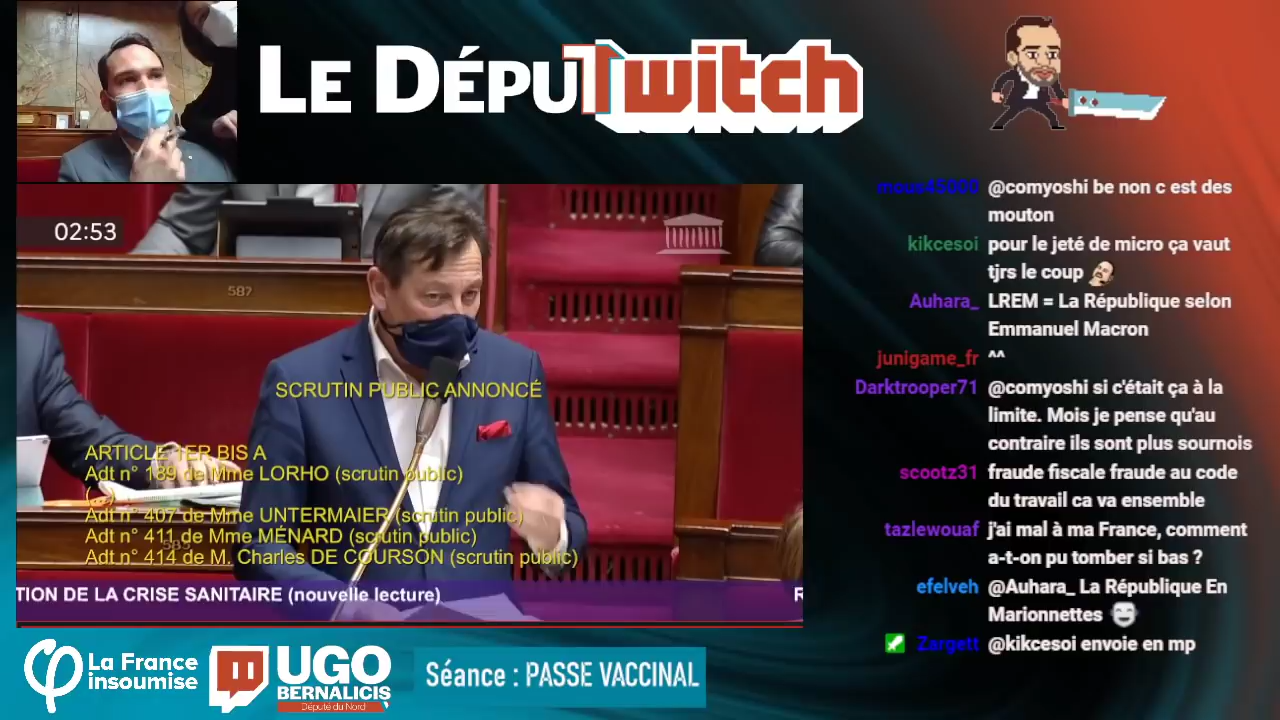 LE DÉPUTwitch
02:53
587
SCRUTIN PUBLIC ANNONCÉ
ARTICLE 1ER BIS A
Adt n° 189 de Mme LORHO (scrutin public)
(...)
Adt n° 407 de Mme UNTERMAIER (scrutin public)
Adt n° 411 de Mme MÉNARD (scrutin public)
585
Adt n° 414 de M. Charles DE COURSON (scrutin public)
TION DE LA CRISE SANITAIRE (nouvelle lecture)
R
mous45000 @comyoshi be non c est des
mouton
kikcesoi pour le jeté de micro ça vaut
tjrs le coup
Auhara_ LREM = La République selon
Emmanuel Macron
junigame_fr ^^
Darktrooper71 @comyoshi si c'était ça à la
limite. Mois je pense qu'au
contraire ils sont plus sournois
scootz31 fraude fiscale fraude au code
du travail ca va ensemble
tazlewouaf j'ai mal à ma France, comment
a-t-on pu tomber si bas ?
efelveh @Auhara_ La République En
Marionnettes
Zargett @kikcesoi envoie en mp
La France
insoumise
UGO
BERNALICIS
Député du Nord
Séance : PASSE VACCINAL